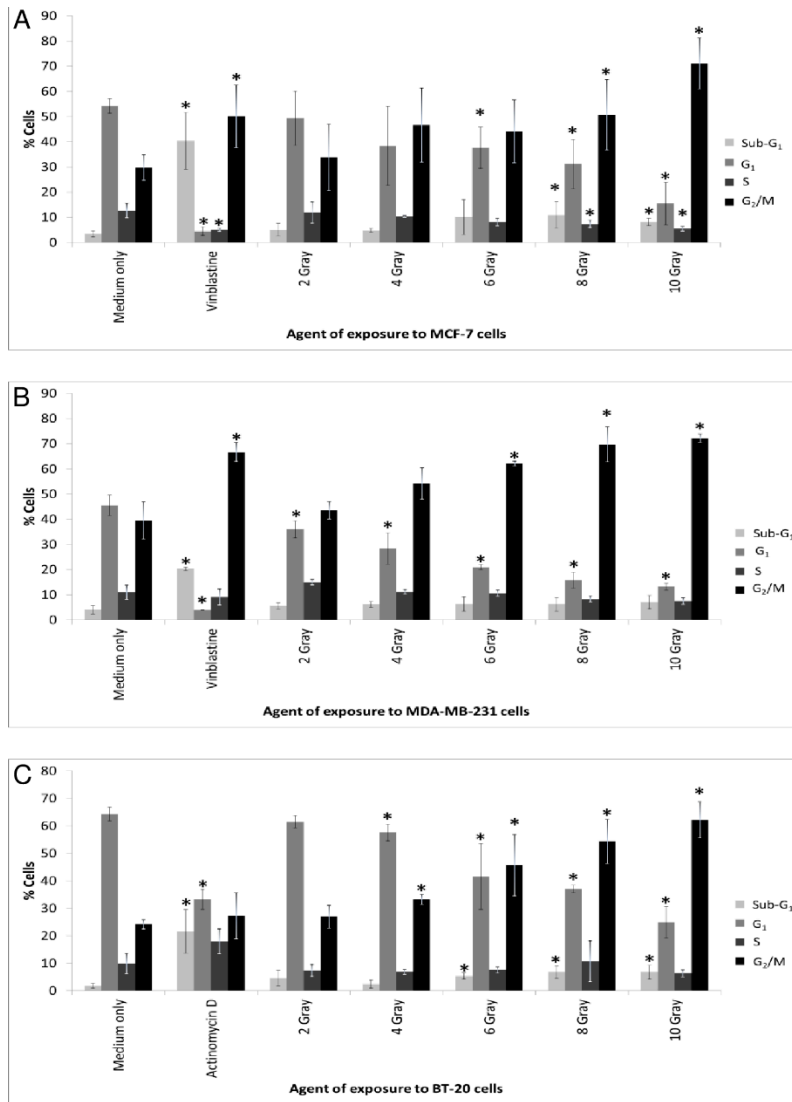 A
90
80
70
60
50
40
30
20
10
0
% Cells
* * * * * * * * * * * * *
Sub-G₁
G₁
S
G₂/M
Medium only
Vinblastine
2 Gray
4 Gray
6 Gray
8 Gray
10 Gray
Agent of exposure to MCF-7 cells
B
90
80
70
60
50
40
30
20
10
0
% Cells
* * * * * * * * * * *
Sub-G₁
G₁
S
G₂/M
Medium only
Vinblastine
2 Gray
4 Gray
6 Gray
8 Gray
10 Gray
Agent of exposure to MDA-MB-231 cells
C
80
70
60
50
40
30
20
10
0
% Cells
* * * * * * * * * * * * *
Sub-G₁
G₁
S
G₂/M
Medium only
Actinomycin D
2 Gray
4 Gray
6 Gray
8 Gray
10 Gray
Agent of exposure to BT-20 cells